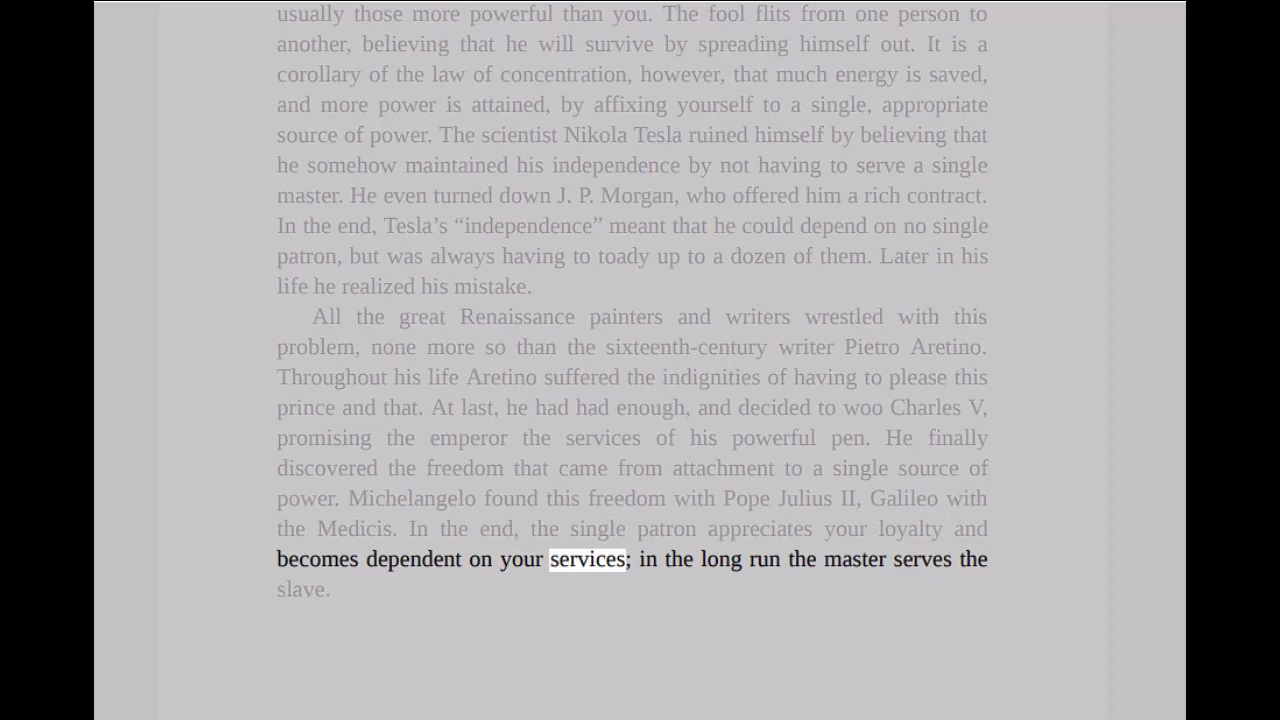 usually those more powerful than you. The fool flits from one person to
another, believing that he will survive by spreading himself out. It is a
corollary of the law of concentration, however, that much energy is saved,
and more power is attained, by affixing yourself to a single, appropriate
source of power. The scientist Nikola Tesla ruined himself by believing that
he somehow maintained his independence by not having to serve a single
master. He even turned down J. P. Morgan, who offered him a rich contract.
In the end, Tesla’s “independence” meant that he could depend on no single
patron, but was always having to toady up to a dozen of them. Later in his
life he realized his mistake.
All the great Renaissance painters and writers wrestled with this
problem, none more so than the sixteenth-century writer Pietro Aretino.
Throughout his life Aretino suffered the indignities of having to please this
prince and that. At last, he had had enough, and decided to woo Charles V,
promising the emperor the services of his powerful pen. He finally
discovered the freedom that came from attachment to a single source of
power. Michelangelo found this freedom with Pope Julius II, Galileo with
the Medicis. In the end, the single patron appreciates your loyalty and
becomes dependent on your services; in the long run the master serves the
slave.